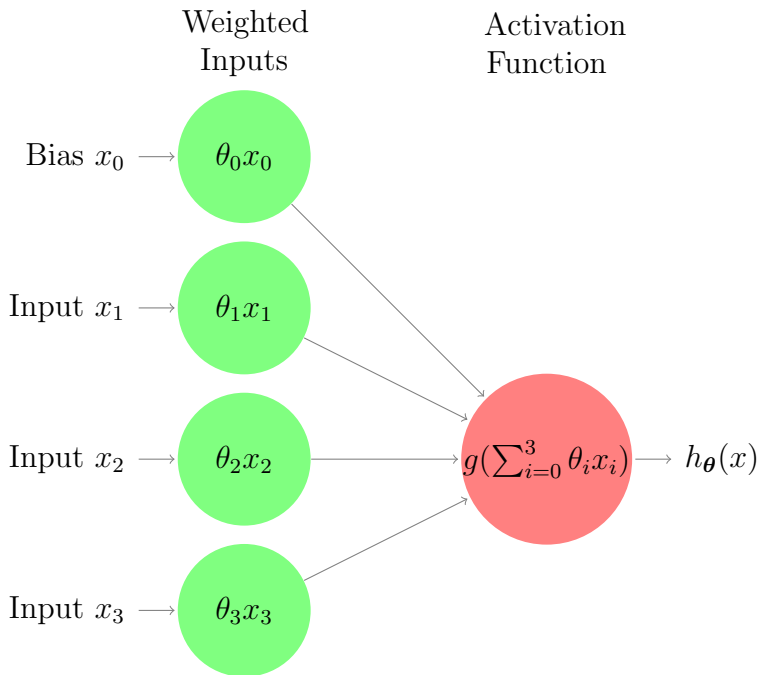 Weighted
Inputs
Activation
Function
Bias x₀
θ₀x₀
Input x₁
θ₁x₁
Input x₂
θ₂x₂
g(∑³ᵢ₌₀ θᵢxᵢ)
h_𝜽(x)
Input x₃
θ₃x₃